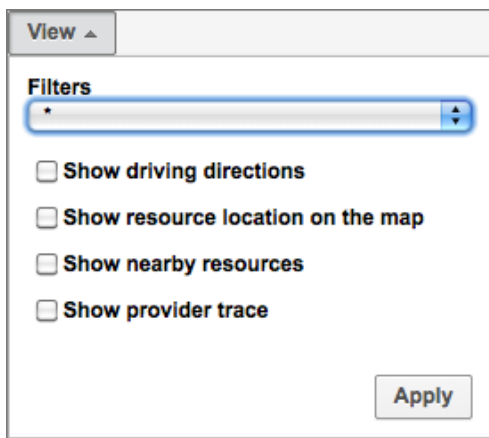 View
Filters
*
Show driving directions
Show resource location on the map
Show nearby resources
Show provider trace
Apply